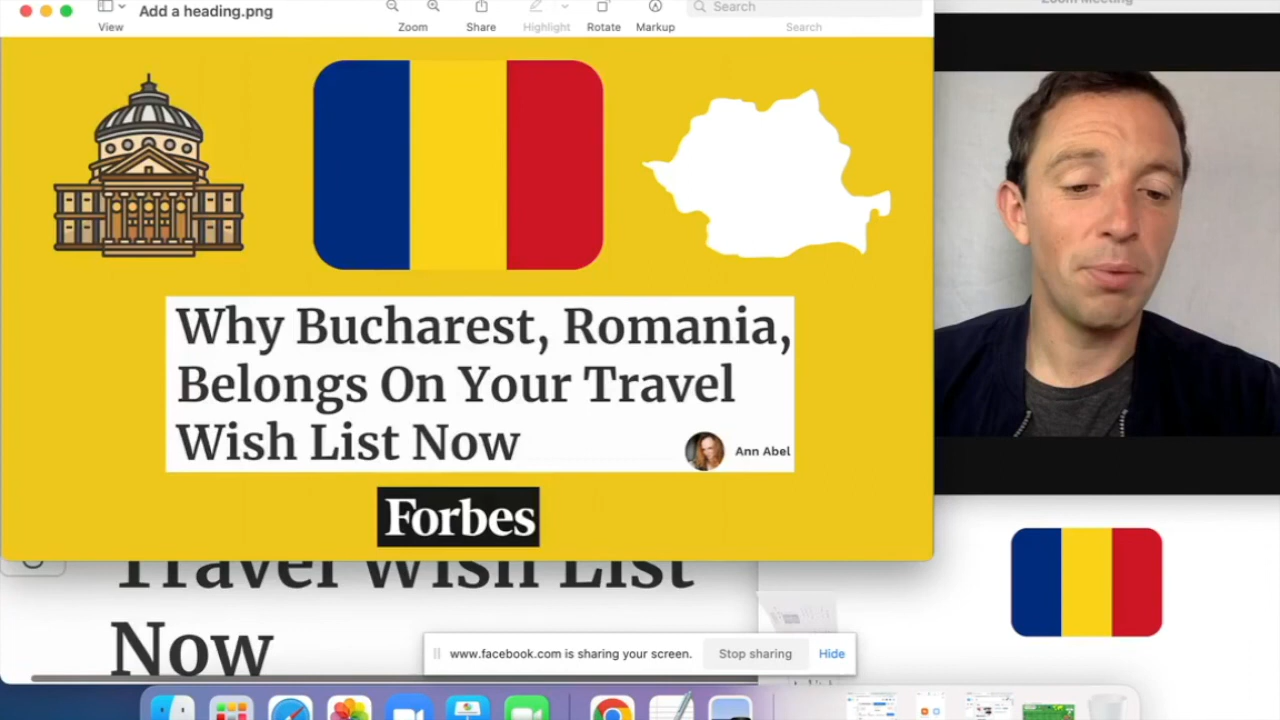 Add a heading.png
View
Zoom
Share
Highlight
Rotate
Markup
Search
Search
Zoom Meeting
Why Bucharest, Romania,
Belongs On Your Travel
Wish List Now
Ann Abel
Forbes
Travel Wish List
Now
www.facebook.com is sharing your screen.
Stop sharing
Hide